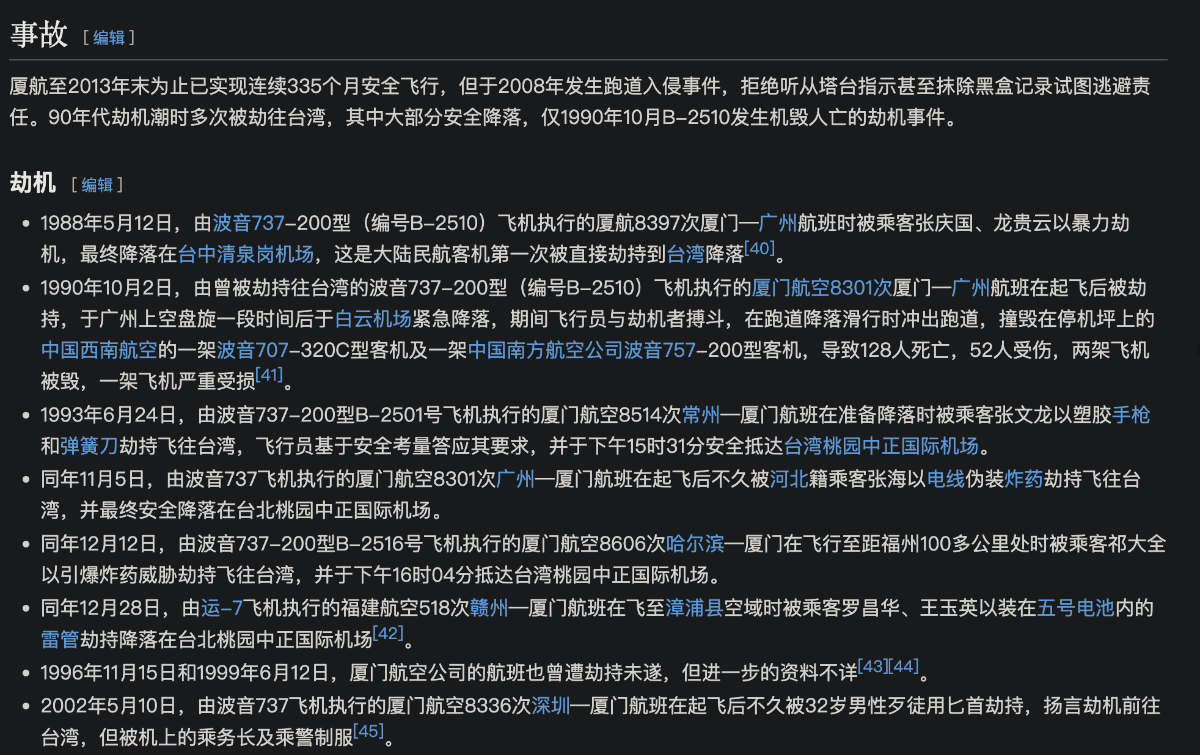 事故 [编辑]
厦航至2013年末为止已实现连续335个月安全飞行，但于2008年发生跑道入侵事件，拒绝听从塔台指示甚至抹除黑盒记录试图逃避责
任。90年代劫机潮时多次被劫往台湾，其中大部分安全降落，仅1990年10月B-2510发生机毁人亡的劫机事件。
劫机 [编辑]
• 1988年5月12日，由波音737-200型（编号B-2510）飞机执行的厦航8397次厦门—广州航班时被乘客张庆国、龙贵云以暴力劫
机，最终降落在台中清泉岗机场，这是大陆民航客机第一次被直接劫持到台湾降落[40]。
• 1990年10月2日，由曾被劫持往台湾的波音737-200型（编号B-2510）飞机执行的厦门航空8301次厦门—广州航班在起飞后被劫
持，于广州上空盘旋一段时间后于白云机场紧急降落，期间飞行员与劫机者搏斗，在跑道降落滑行时冲出跑道，撞毁在停机坪上的
中国西南航空的一架波音707-320C型客机及一架中国南方航空公司波音757-200型客机，导致128人死亡，52人受伤，两架飞机
被毁，一架飞机严重受损[41]。
• 1993年6月24日，由波音737-200型B-2501号飞机执行的厦门航空8514次常州—厦门航班在准备降落时被乘客张文龙以塑胶手枪
和弹簧刀劫持飞往台湾，飞行员基于安全考量答应其要求，并于下午15时31分安全抵达台湾桃园中正国际机场。
• 同年11月5日，由波音737飞机执行的厦门航空8301次广州—厦门航班在起飞后不久被河北籍乘客张海以电线伪装炸药劫持飞往台
湾，并最终安全降落在台北桃园中正国际机场。
• 同年12月12日，由波音737-200型B-2516号飞机执行的厦门航空8606次哈尔滨—厦门在飞行至距福州100多公里处时被乘客祁大全
以引爆炸药威胁劫持飞往台湾，并于下午16时04分抵达台湾桃园中正国际机场。
• 同年12月28日，由运-7飞机执行的福建航空518次赣州—厦门航班在飞至漳浦县空域时被乘客罗昌华、王玉英以装在五号电池内的
雷管劫持降落在台北桃园中正国际机场[42]。
• 1996年11月15日和1999年6月12日，厦门航空公司的航班也曾遭劫持未遂，但进一步的资料不详[43][44]。
• 2002年5月10日，由波音737飞机执行的厦门航空8336次深圳—厦门航班在起飞后不久被32岁男性歹徒用匕首劫持，扬言劫机前往
台湾，但被机上的乘务长及乘警制服[45]。